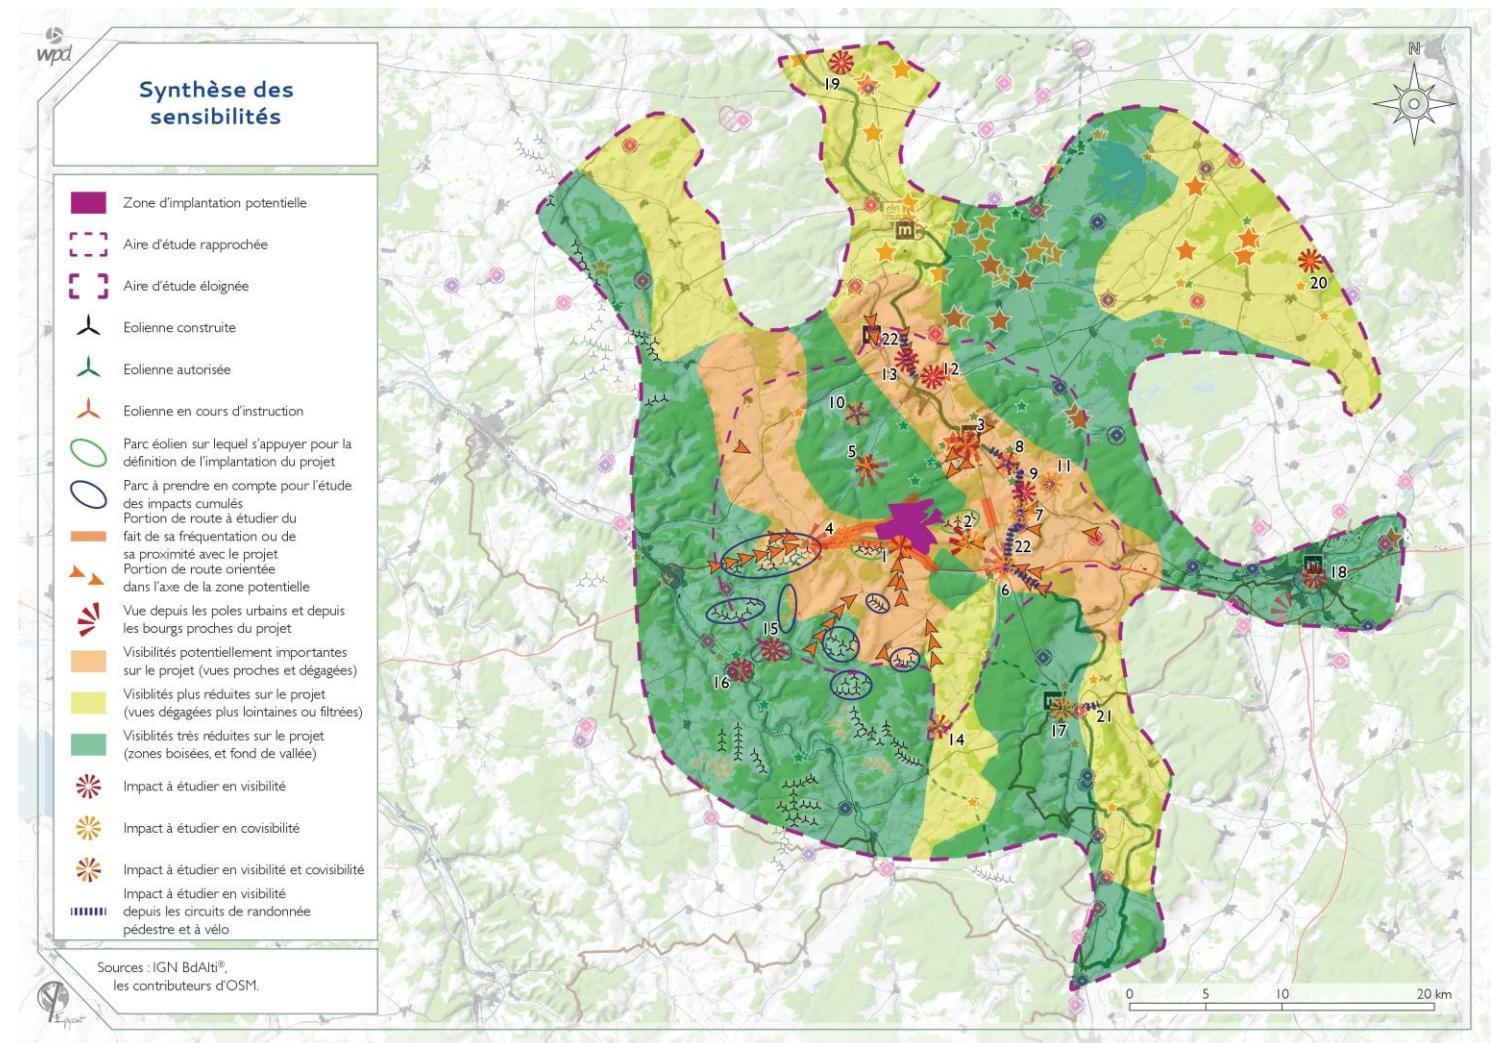 wpd
Synthèse des
sensibilités
Zone d'implantation potentielle
Aire d'étude rapprochée
Aire d'étude éloignée
Eolienne construite
Eolienne autorisée
Eolienne en cours d'instruction
Parc éolien sur lequel s'appuyer pour la
définition de l'implantation du projet
Parc à prendre en compte pour l'étude
des impacts cumulés
Portion de route à étudier du
fait de sa fréquentation ou de
sa proximité avec le projet
Portion de route orientée
dans l'axe de la zone potentielle
Vue depuis les poles urbains et depuis
les bourgs proches du projet
Visibilités potentiellement importantes
sur le projet (vues proches et dégagées)
Visiblités plus réduites sur le projet
(vues dégagées plus lointaines ou filtrées)
Visiblités très réduites sur le projet
(zones boisées, et fond de vallée)
Impact à étudier en visibilité
Impact à étudier en covisibilité
Impact à étudier en visibilité et covisibilité
Impact à étudier en visibilité
depuis les circuits de randonnée
pédestre et à vélo
Sources : IGN BdAlti®,
les contributeurs d'OSM.
Epycart
N
19
20
m
22
13
12
10
3
5
8
9
11
7
4
2
1
22
6
18
15
16
14
17
21
0 5 10 20 km